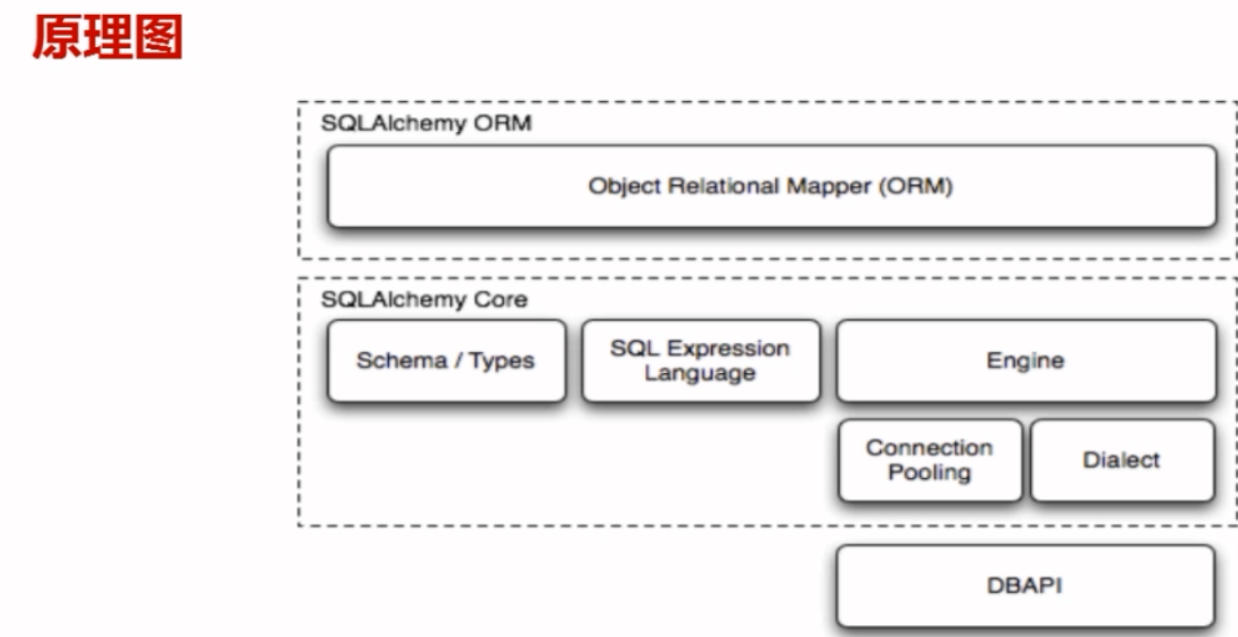 原理图
SQLAlchemy ORM
Object Relational Mapper (ORM)
SQLAlchemy Core
Schema / Types
SQL Expression
Language
Engine
Connection
Pooling
Dialect
DBAPI